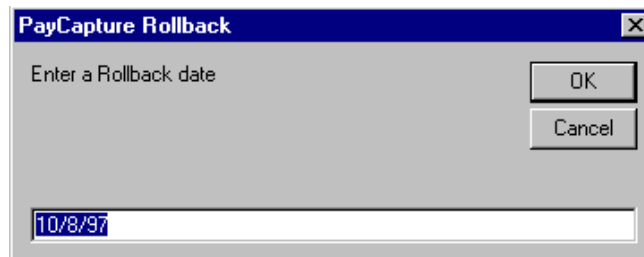 PayCapture Rollback
Enter a Rollback date
OK
Cancel
10/8/97